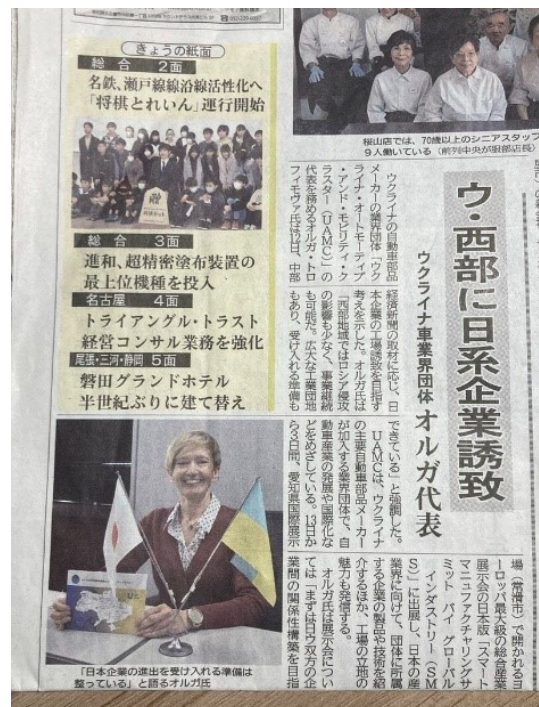 きょうの紙面
総合 2面
名鉄、瀬戸線線沿線活性化へ
「将棋とれいん」運行開始
総合 3面
進和、超精密塗布装置の
最上位機種を投入
名古屋 4面
トライアングル・トラスト
経営コンサル業務を強化
尾張・三河・静岡 5面
磐田グランドホテル
半世紀ぶりに建て替え
桜山店では、70歳以上のシニアスタッフ
9人働いている(前列中央が服部店長)
ウ・西部に日系企業誘致
ウクライナ車業界団体 オルガ代表
ウクライナの自動車部品
メーカーの業界団体「ウク
ライナ・オートモーティブ
・アンド・モビリティ・ク
ラスター(UAMC)」の
代表を務めるオルガ・トロ
フィモヴァ氏は12日、中部
経済新聞の取材に応じ、日
本企業の工場誘致を目指す
考えを示した。オルガ氏は
「西部地域ではロシア侵攻
の影響も少なく、事業継続
も可能だ。広大な工業団地
もあり、受け入れる準備も
できている」と強調した。
UAMCは、ウクライナ
の主要自動車部品メーカー
が加入する業界団体で、自
動車産業の発展や国際化な
どをめざしている。13日か
ら3日間、愛知県国際展示
場(常滑市)で開かれるヨ
ーロッパ最大級の総合産業
展示会の日本版「スマート
マニュファクチャリングサ
ミット バイ グローバル
インダストリー(SM
S)」に出展し、日本の産
業界に向けて、団体に所属
する企業の製品や技術を紹
介するほか、工場の立地の
魅力も発信する。
オルガ氏は展示会につい
ては「まずは日ウ双方の企
業間の関係性構築を目指
「日本企業の進出を受け入れる準備は
整っている」と語るオルガ氏